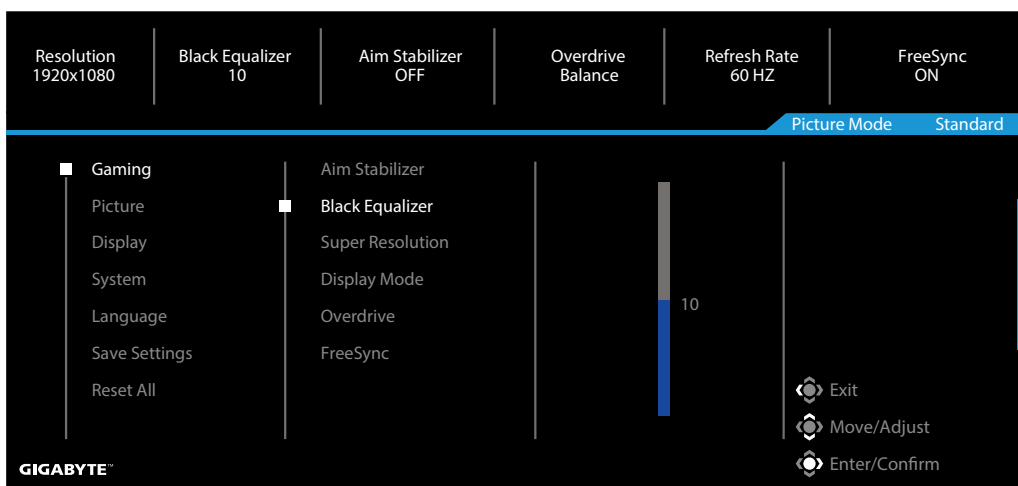 Resolution
1920x1080
Black Equalizer
10
Aim Stabilizer
OFF
Overdrive
Balance
Refresh Rate
60 HZ
FreeSync
ON
Picture Mode Standard
Gaming
Picture
Display
System
Language
Save Settings
Reset All
Aim Stabilizer
Black Equalizer
Super Resolution
Display Mode
Overdrive
FreeSync
10
Exit
Move/Adjust
Enter/Confirm
GIGABYTE™